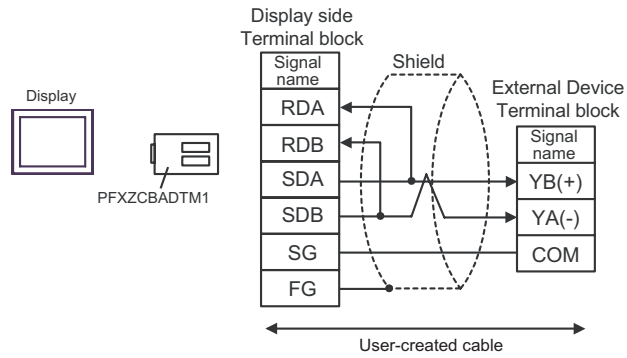 Display side
Terminal block
Signal
name
RDA
RDB
SDA
SDB
SG
FG
Shield
External Device
Terminal block
Signal
name
YB(+)
YA(-)
COM
Display
PFXZCBADTM1
User-created cable